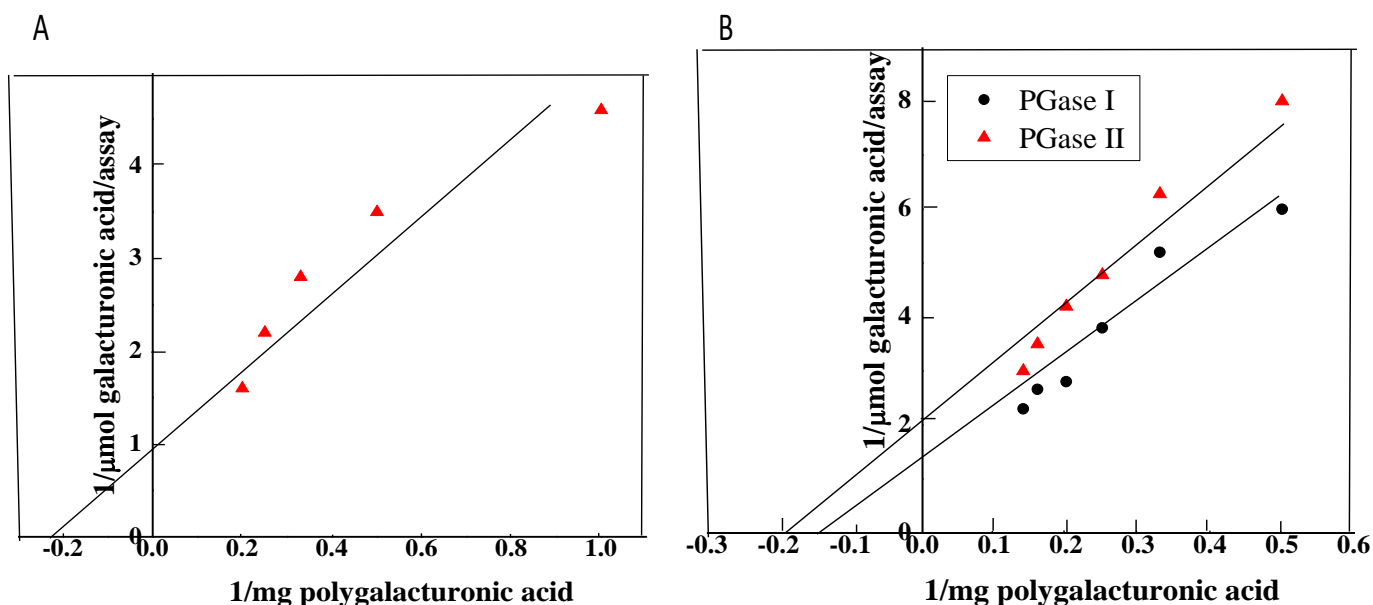 A
1/μmol galacturonic acid/assay
4
3
2
1
0
-0.2 0.0 0.2 0.4 0.6 0.8 1.0
1/mg polygalacturonic acid
B
1/μmol galacturonic acid/assay
PGase I
PGase II
8
6
4
2
0
-0.3 -0.2 -0.1 0.0 0.1 0.2 0.3 0.4 0.5 0.6
1/mg polygalacturonic acid